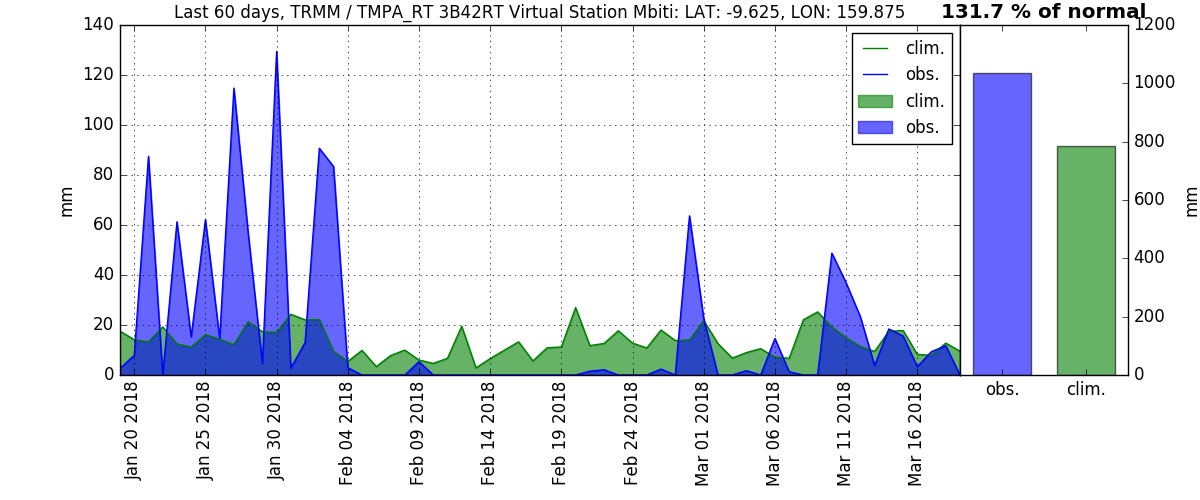 Last 60 days, TRMM / TMPA_RT 3B42RT Virtual Station Mbiti: LAT: -9.625, LON: 159.875
131.7 % of normal
140
120
100
80
60
40
20
0
mm
clim.
obs.
clim.
obs.
1200
1000
800
600
400
200
0
mm
obs.
clim.
Jan 20 2018
Jan 25 2018
Jan 30 2018
Feb 04 2018
Feb 09 2018
Feb 14 2018
Feb 19 2018
Feb 24 2018
Mar 01 2018
Mar 06 2018
Mar 11 2018
Mar 16 2018